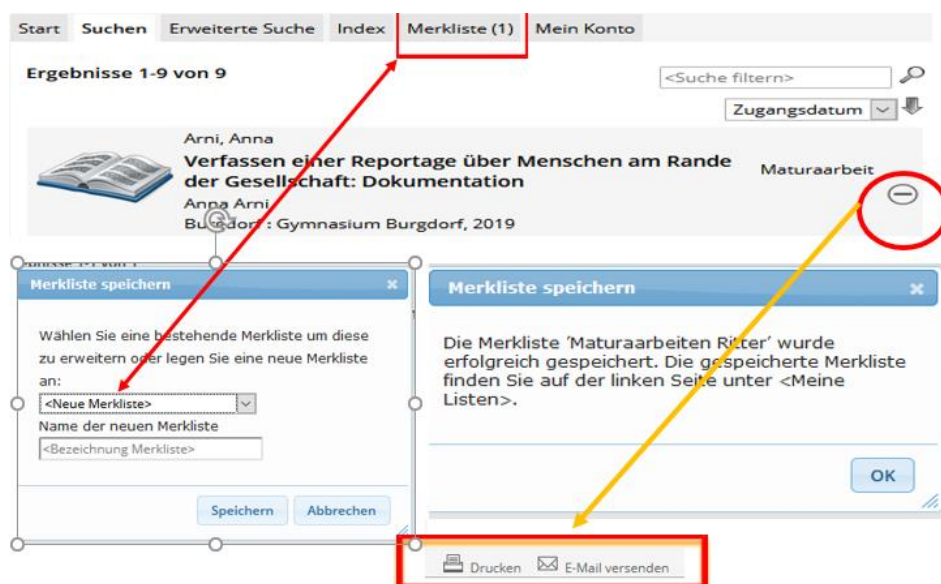 Start Suchen Erweiterte Suche Index Merkliste (1) Mein Konto
Ergebnisse 1-9 von 9
<Suche filtern>
Zugangsdatum
Arni, Anna
Verfassen einer Reportage über Menschen am Rande
der Gesellschaft: Dokumentation
Maturaarbeit
Anna Arni
Burgdorf : Gymnasium Burgdorf, 2019
Merkliste speichern
Wählen Sie eine bestehende Merkliste um diese
zu erweitern oder legen Sie eine neue Merkliste
an:
<Neue Merkliste>
Name der neuen Merkliste
<Bezeichnung Merkliste>
Speichern Abbrechen
Merkliste speichern
Die Merkliste 'Maturaarbeiten Ritter' wurde
erfolgreich gespeichert. Die gespeicherte Merkliste
finden Sie auf der linken Seite unter <Meine
Listen>.
OK
Drucken E-Mail versenden